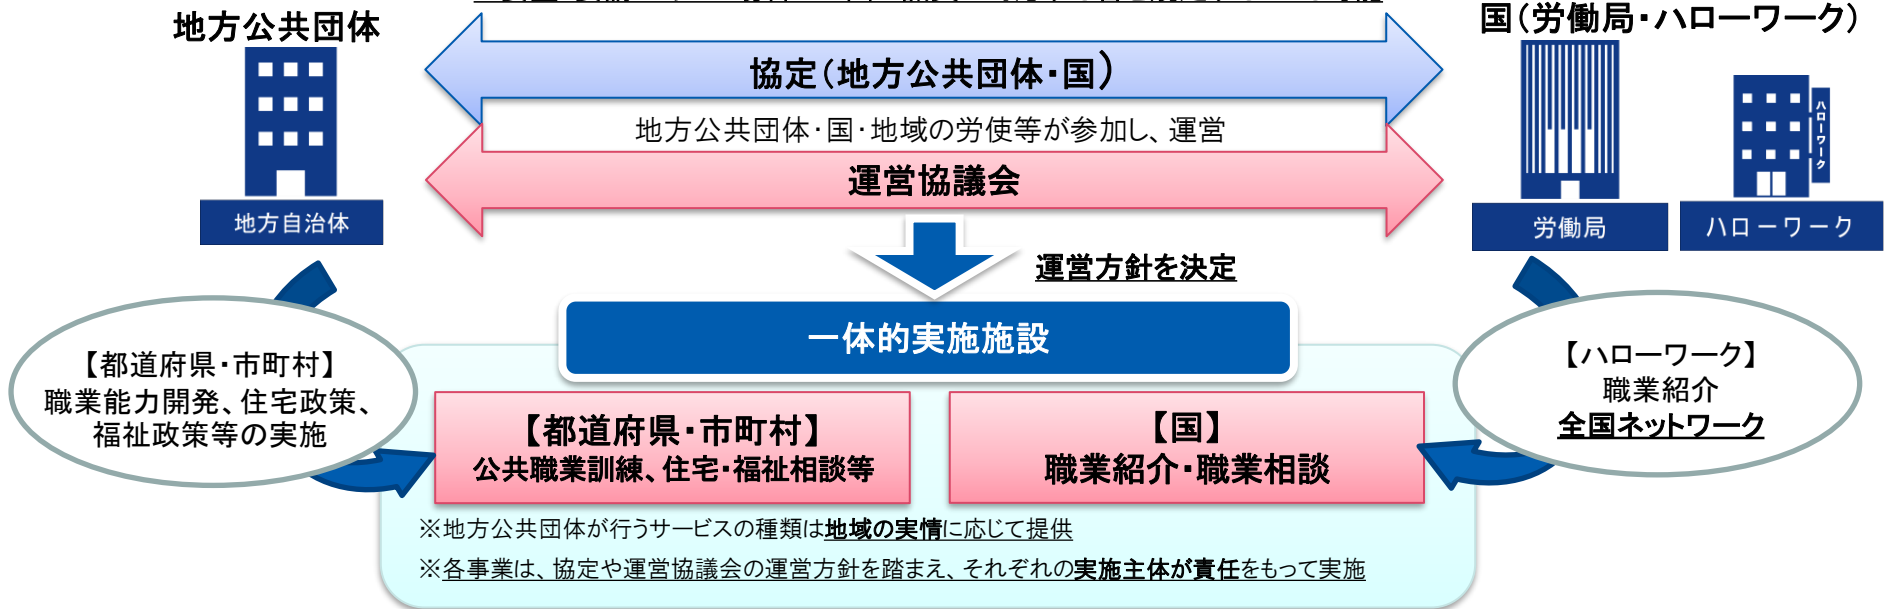 地方公共団体
国（労働局・ハローワーク）
協定（地方公共団体・国）
地方公共団体・国・地域の労使等が参加し、運営
運営協議会
地方自治体
労働局
ハローワーク
ハローワーク
運営方針を決定
一体的実施施設
【都道府県・市町村】
職業能力開発、住宅政策、
福祉政策等の実施
【ハローワーク】
職業紹介
全国ネットワーク
【都道府県・市町村】
公共職業訓練、住宅・福祉相談等
【国】
職業紹介・職業相談
※地方公共団体が行うサービスの種類は地域の実情に応じて提供
※各事業は、協定や運営協議会の運営方針を踏まえ、それぞれの実施主体が責任をもって実施